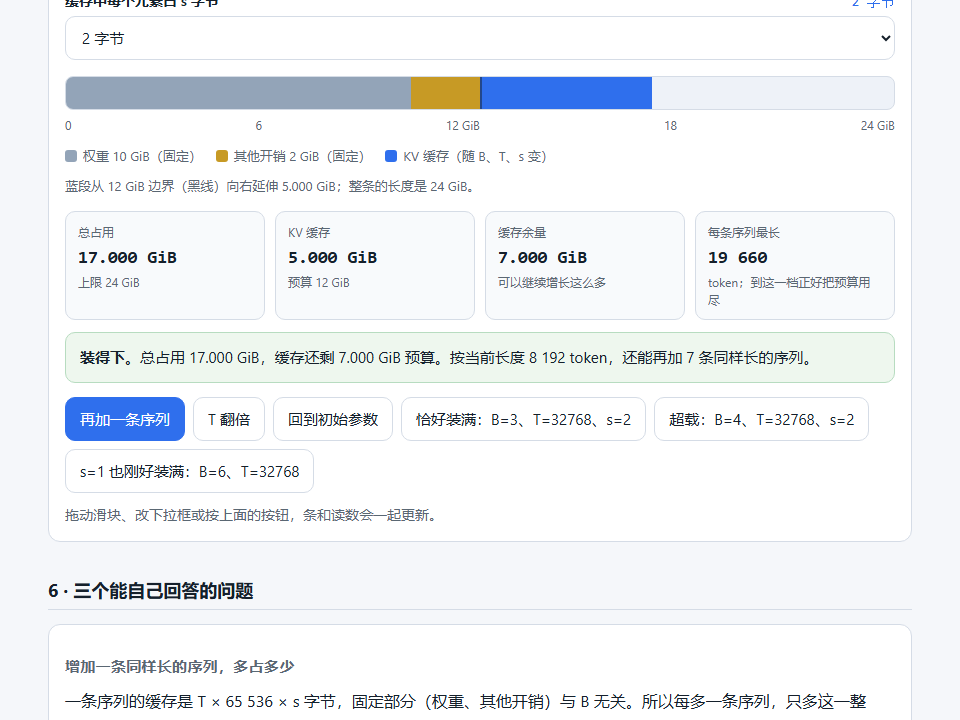 缓存中每个元素占 s 字节
2 字节
2 字节
0 6 12 GiB 18 24 GiB
权重 10 GiB（固定） 其他开销 2 GiB（固定） KV 缓存（随 B、T、s 变）
蓝段从 12 GiB 边界（黑线）向右延伸 5.000 GiB；整条的长度是 24 GiB。
总占用
17.000 GiB
上限 24 GiB
KV 缓存
5.000 GiB
预算 12 GiB
缓存余量
7.000 GiB
可以继续增长这么多
每条序列最长
19 660
token；到这一档正好把预算用
尽
装得下。总占用 17.000 GiB，缓存还剩 7.000 GiB 预算。按当前长度 8 192 token，还能再加 7 条同样长的序列。
再加一条序列 T 翻倍 回到初始参数 恰好装满：B=3、T=32768、s=2 超载：B=4、T=32768、s=2
s=1 也刚好装满：B=6、T=32768
拖动滑块、改下拉框或按上面的按钮，条和读数会一起更新。
6 · 三个能自己回答的问题
增加一条同样长的序列，多占多少
一条序列的缓存是 T × 65 536 × s 字节，固定部分（权重、其他开销）与 B 无关。所以每多一条序列，只多这一整